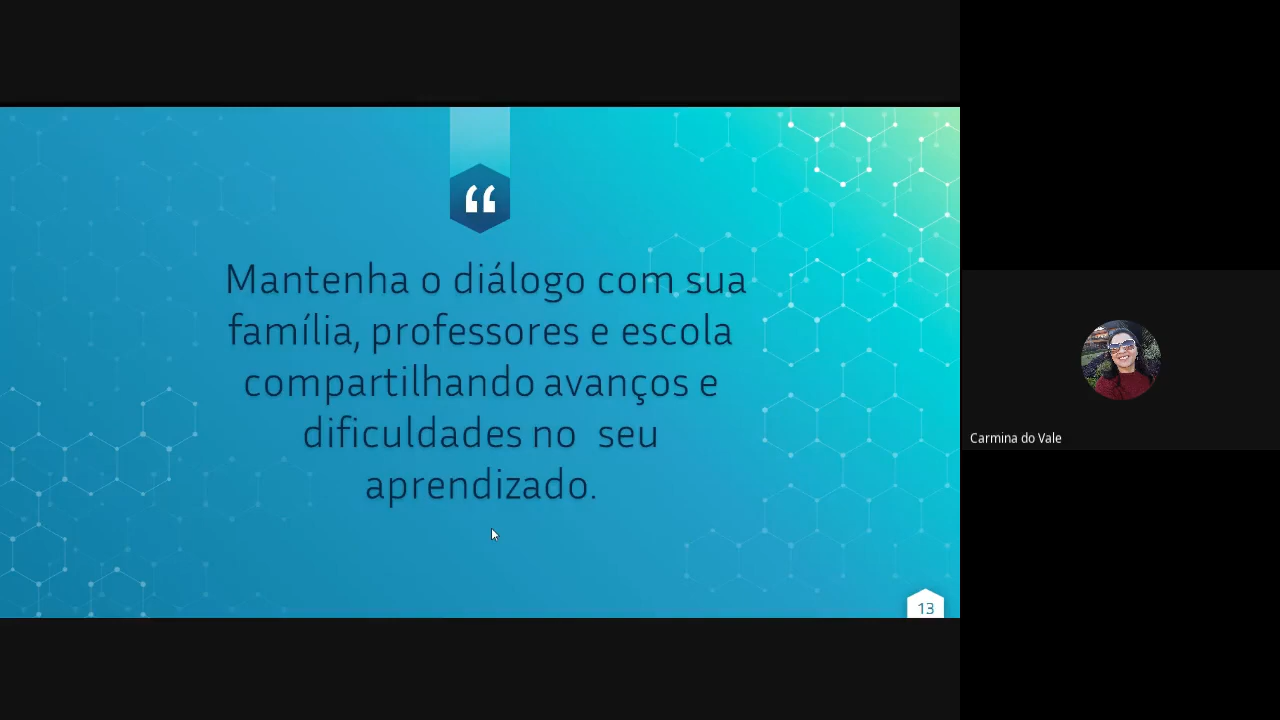 “
Mantenha o diálogo com sua
família, professores e escola
compartilhando avanços e
dificuldades no seu
aprendizado.
13
Carmina do Vale